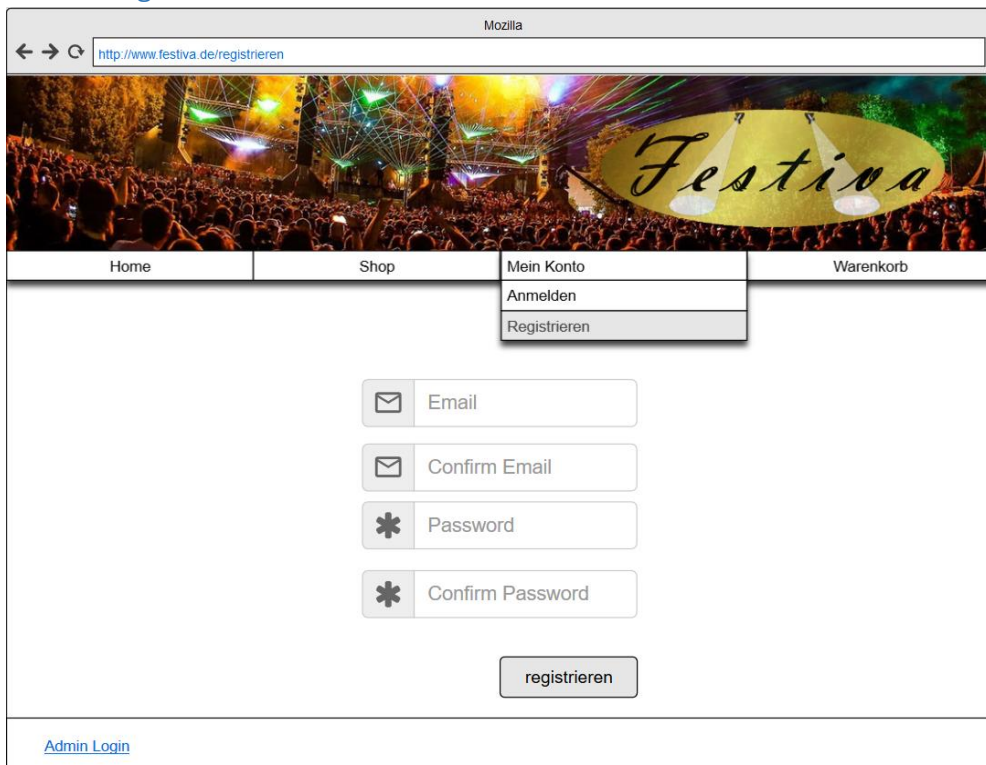 Mozilla
http://www.festiva.de/registrieren
Festiva
Home Shop Mein Konto Warenkorb
Anmelden
Registrieren
Email
Confirm Email
Password
Confirm Password
registrieren
Admin Login